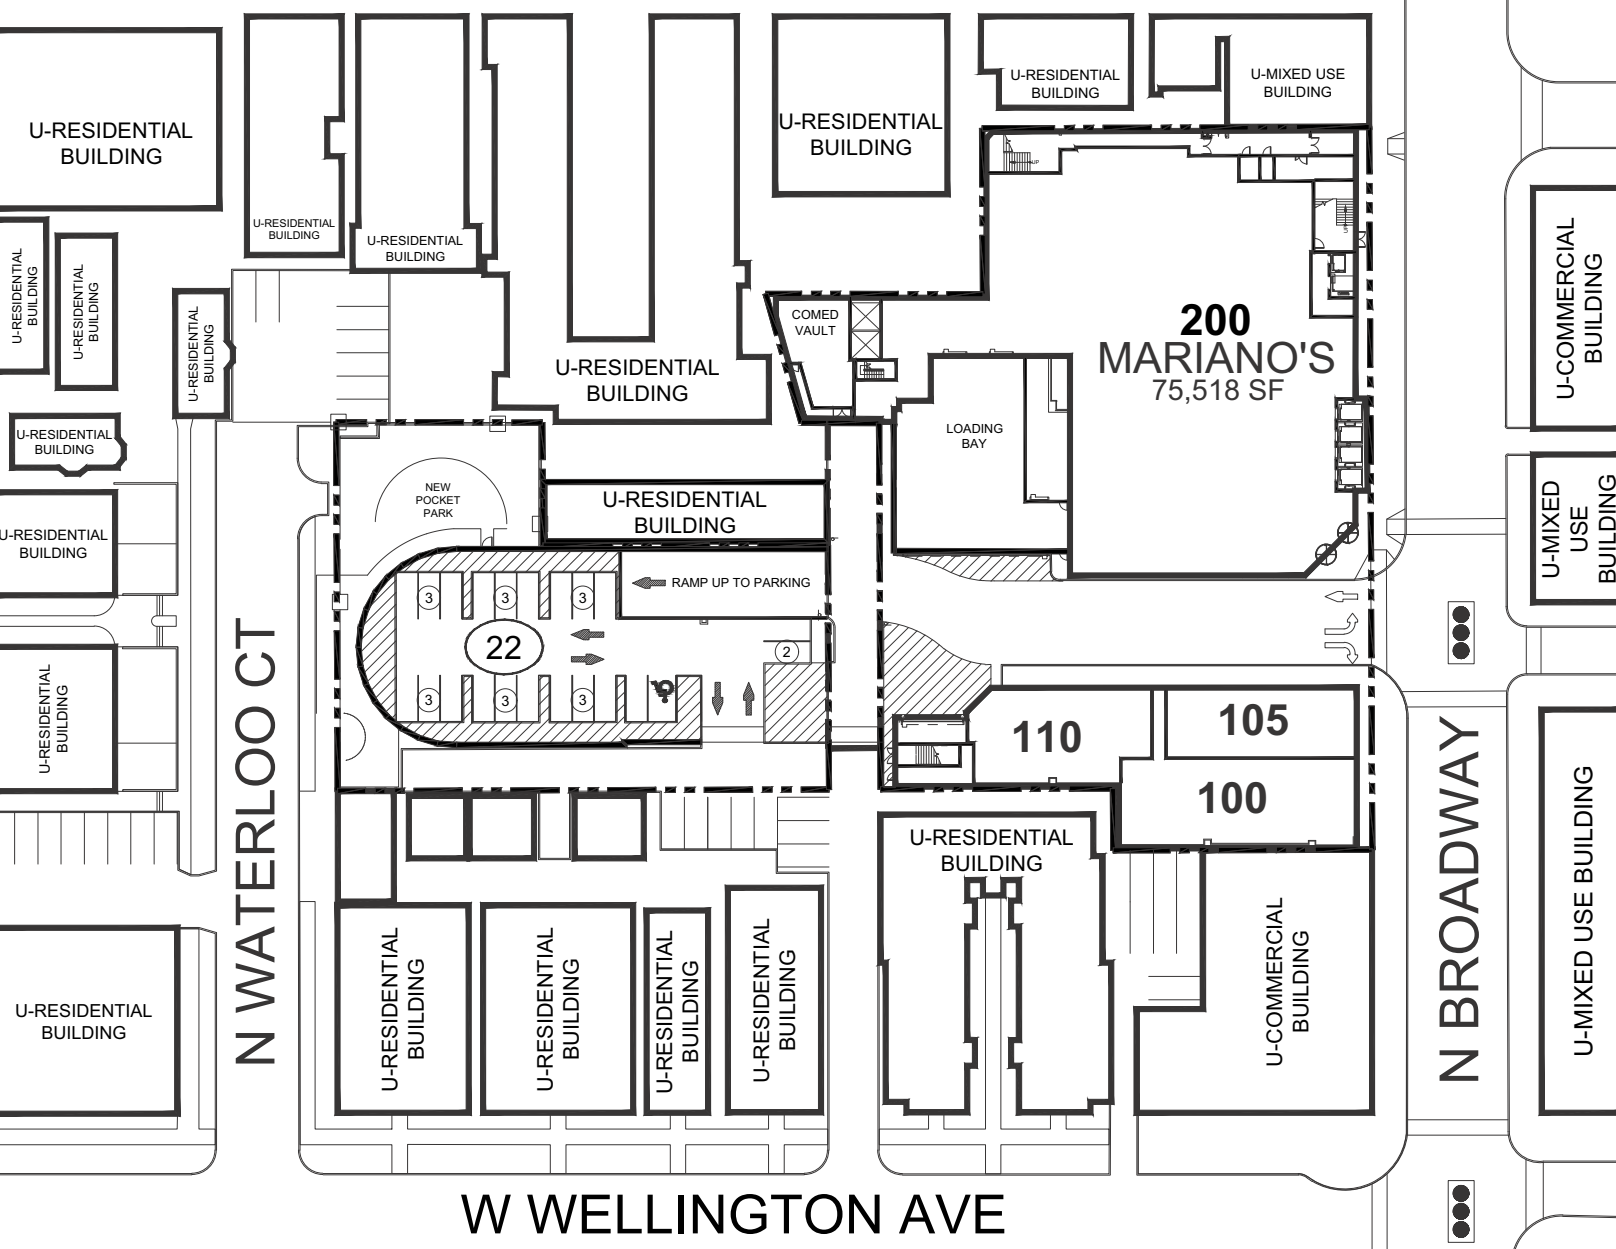 U-RESIDENTIAL
BUILDING
U-RESIDENTIAL
BUILDING
U-RESIDENTIAL
BUILDING
U-RESIDENTIAL
BUILDING
U-RESIDENTIAL
BUILDING
U-RESIDENTIAL
BUILDING
U-MIXED USE
BUILDING
U-RESIDENTIAL
BUILDING
U-RESIDENTIAL
BUILDING
U-RESIDENTIAL
BUILDING
U-RESIDENTIAL
BUILDING
UP
UP
COMED
VAULT
200
MARIANO'S
75,518 SF
LOADING
BAY
U-COMMERCIAL
BUILDING
U-RESIDENTIAL
BUILDING
U-RESIDENTIAL
BUILDING
NEW
POCKET
PARK
U-RESIDENTIAL
BUILDING
U-MIXED
USE
BUILDING
RAMP UP TO PARKING
3
3
3
22
2
3
3
3
U-RESIDENTIAL
BUILDING
110
105
100
N WATERLOO CT
N BROADWAY
U-RESIDENTIAL
BUILDING
U-RESIDENTIAL
BUILDING
U-RESIDENTIAL
BUILDING
U-RESIDENTIAL
BUILDING
U-RESIDENTIAL
BUILDING
U-RESIDENTIAL
BUILDING
U-COMMERCIAL
BUILDING
U-MIXED USE BUILDING
W WELLINGTON AVE